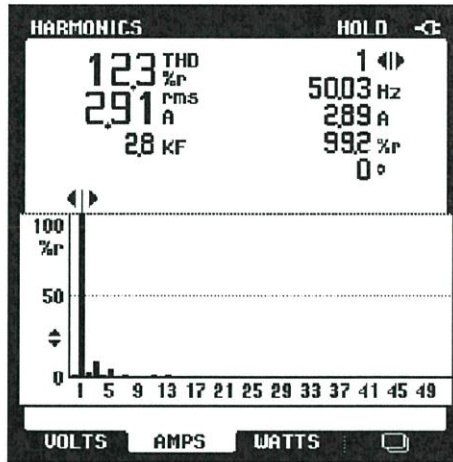 HARMONICS HOLD
12.3 THD %r 1
2.91 rms A 50.03 Hz
2.8 KF 2.89 A
99.2 %r
0 °
100
%r
50
0
1 5 9 13 17 21 25 29 33 37 41 45 49
VOLTS AMPS WATTS